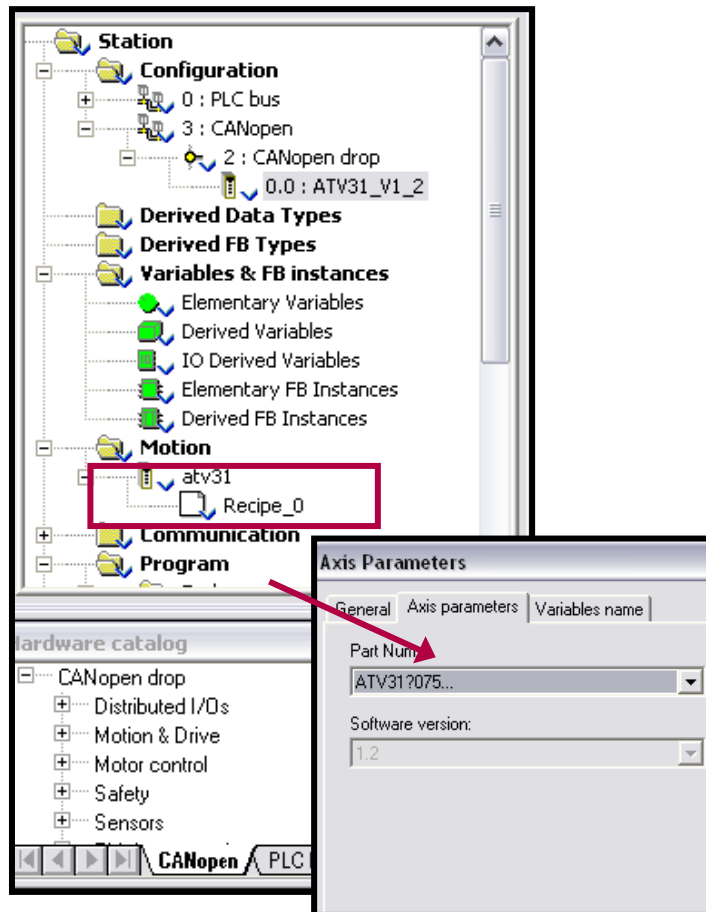 Station
Configuration
0 : PLC bus
3 : CANopen
2 : CANopen drop
0.0 : ATV31_V1_2
Derived Data Types
Derived FB Types
Variables & FB instances
Elementary Variables
Derived Variables
IO Derived Variables
Elementary FB Instances
Derived FB Instances
Motion
atv31
Recipe_0
Communication
Program
Hardware catalog
CANopen drop
Distributed I/Os
Motion & Drive
Motor control
Safety
Sensors
CANopen PLC
Axis Parameters
General Axis parameters Variables name
Part Num
ATV31?075...
Software version:
1.2